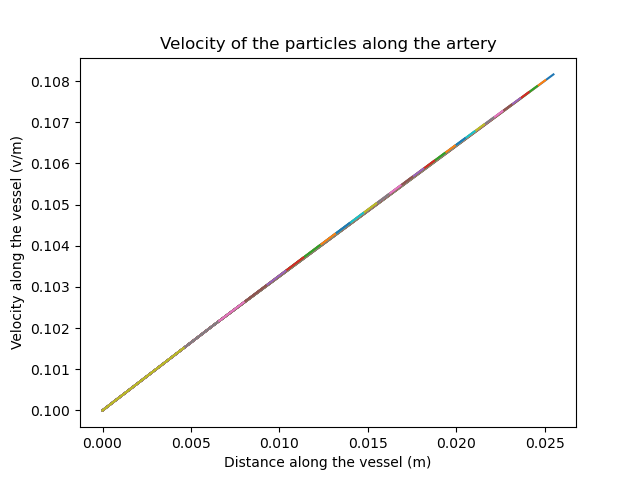 Velocity of the particles along the artery
0.108
0.107
0.106
0.105
0.104
0.103
0.102
0.101
0.100
Velocity along the vessel (v/m)
0.000 0.005 0.010 0.015 0.020 0.025
Distance along the vessel (m)